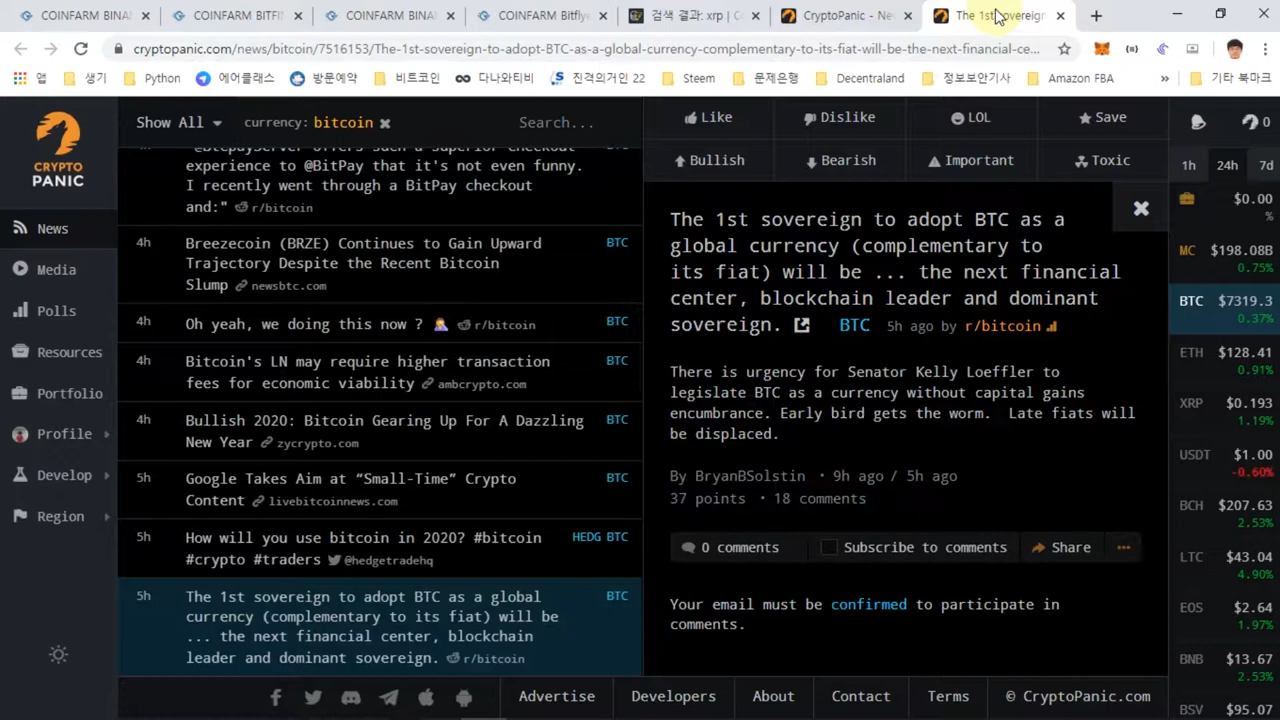 COINFARM BINAN
COINFARM BITFI
COINFARM BINA
COINFARM Bitflye
검색 결과: xrp | C
CryptoPanic - Ne
The 1st sovereign
cryptopanic.com/news/bitcoin/7516153/The-1st-sovereign-to-adopt-BTC-as-a-global-currency-complementary-to-its-fiat-will-be-the-next-financial-ce...
앱
생기
Python
에어클래스
방문예약
비트코인
다나와티비
진격의거인 22
Steem
문제은행
Decentraland
정보보안기사
Amazon FBA
»
기타 북마크
CRYPTO
PANIC
News
Media
Polls
Resources
Portfolio
Profile
Develop
Region
Show All
currency: bitcoin
Search...
@BtcpayServer offers such a superior checkout
experience to @BitPay that it's not even funny.
I recently went through a BitPay checkout
and:" r/bitcoin
4h
Breezecoin (BRZE) Continues to Gain Upward
Trajectory Despite the Recent Bitcoin
Slump newsbtc.com
BTC
4h
Oh yeah, we doing this now ? r/bitcoin
BTC
4h
Bitcoin's LN may require higher transaction
fees for economic viability ambcrypto.com
BTC
4h
Bullish 2020: Bitcoin Gearing Up For A Dazzling
New Year zycrypto.com
BTC
5h
Google Takes Aim at “Small-Time” Crypto
Content livebitcoinnews.com
BTC
5h
How will you use bitcoin in 2020? #bitcoin
#crypto #traders @hedgetradehq
HEDG BTC
5h
The 1st sovereign to adopt BTC as a global
currency (complementary to its fiat) will be
... the next financial center, blockchain
leader and dominant sovereign. r/bitcoin
BTC
Like
Dislike
LOL
Save
Bullish
Bearish
Important
Toxic
The 1st sovereign to adopt BTC as a
global currency (complementary to
its fiat) will be ... the next financial
center, blockchain leader and dominant
sovereign. BTC 5h ago by r/bitcoin
There is urgency for Senator Kelly Loeffler to
legislate BTC as a currency without capital gains
encumbrance. Early bird gets the worm. Late fiats will
be displaced.
By BryanBSolstin • 9h ago / 5h ago
37 points • 18 comments
0 comments
Subscribe to comments
Share
Your email must be confirmed to participate in
comments.
0
1h
24h
7d
$0.00
%
MC
$198.08B
0.75%
BTC
$7319.3
0.37%
ETH
$128.41
0.91%
XRP
$0.193
1.19%
USDT
$1.00
-0.60%
BCH
$207.63
2.53%
LTC
$43.04
4.90%
EOS
$2.64
1.97%
BNB
$13.67
2.53%
BSV
$95.07
Advertise
Developers
About
Contact
Terms
© CryptoPanic.com